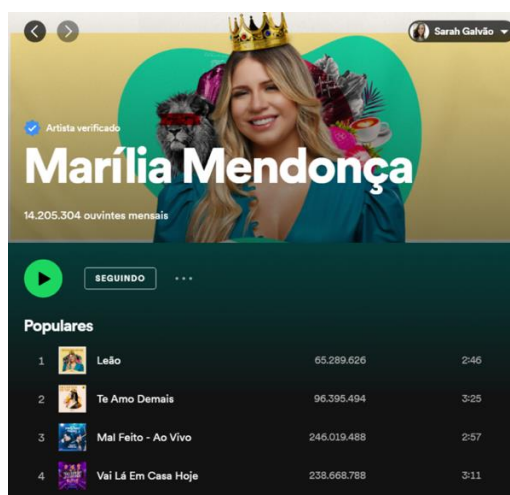 Sarah Galvão
Artista verificado
Marília Mendonça
14.205.304 ouvintes mensais
SEGUINDO
Populares
1 Leão 65.289.626 2:46
2 Te Amo Demais 96.395.494 3:25
3 Mal Feito - Ao Vivo 246.019.488 2:57
4 Vai Lá Em Casa Hoje 238.668.788 3:11